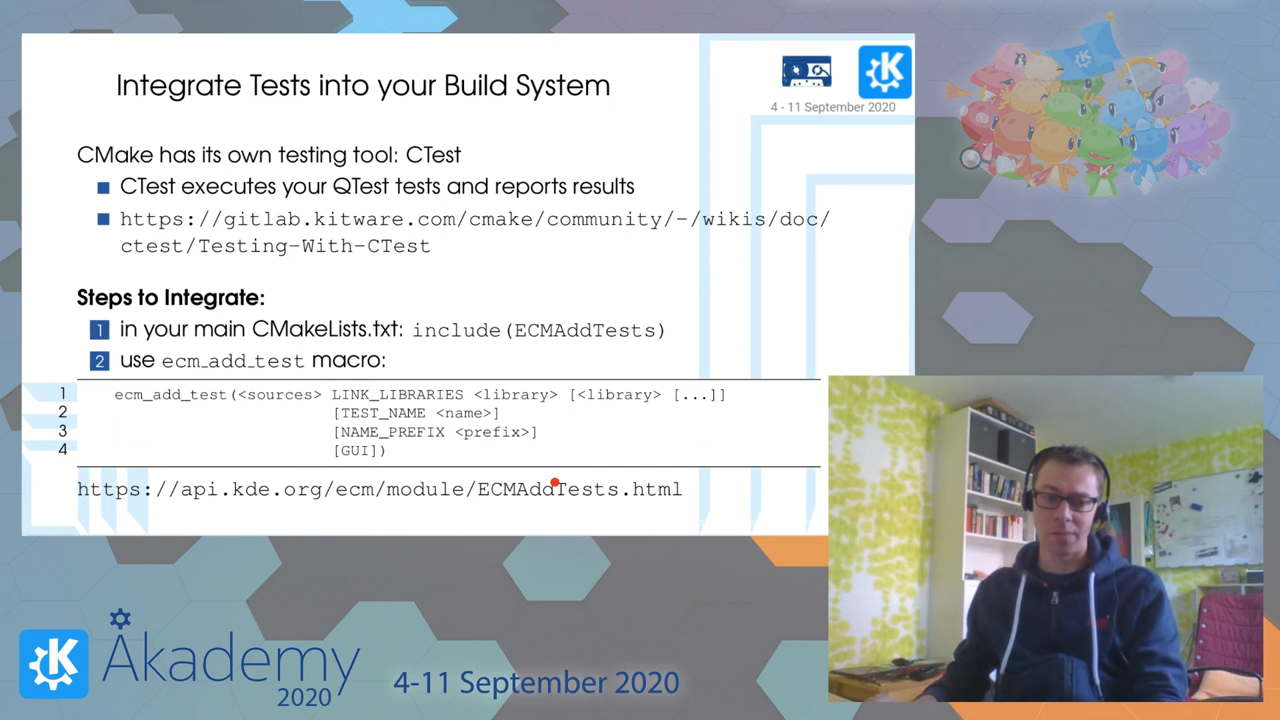 Integrate Tests into your Build System
4 - 11 September 2020
CMake has its own testing tool: CTest
CTest executes your QTest tests and reports results
https://gitlab.kitware.com/cmake/community/-/wikis/doc/
ctest/Testing-With-CTest
Steps to Integrate:
1 in your main CMakeLists.txt: include(ECMAddTests)
2 use ecm_add_test macro:
1 ecm_add_test(<sources> LINK_LIBRARIES <library> [<library> [...]]
2 [TEST_NAME <name>]
3 [NAME_PREFIX <prefix>]
4 [GUI])
https://api.kde.org/ecm/module/ECMAddTests.html
Akademy
2020
4-11 September 2020